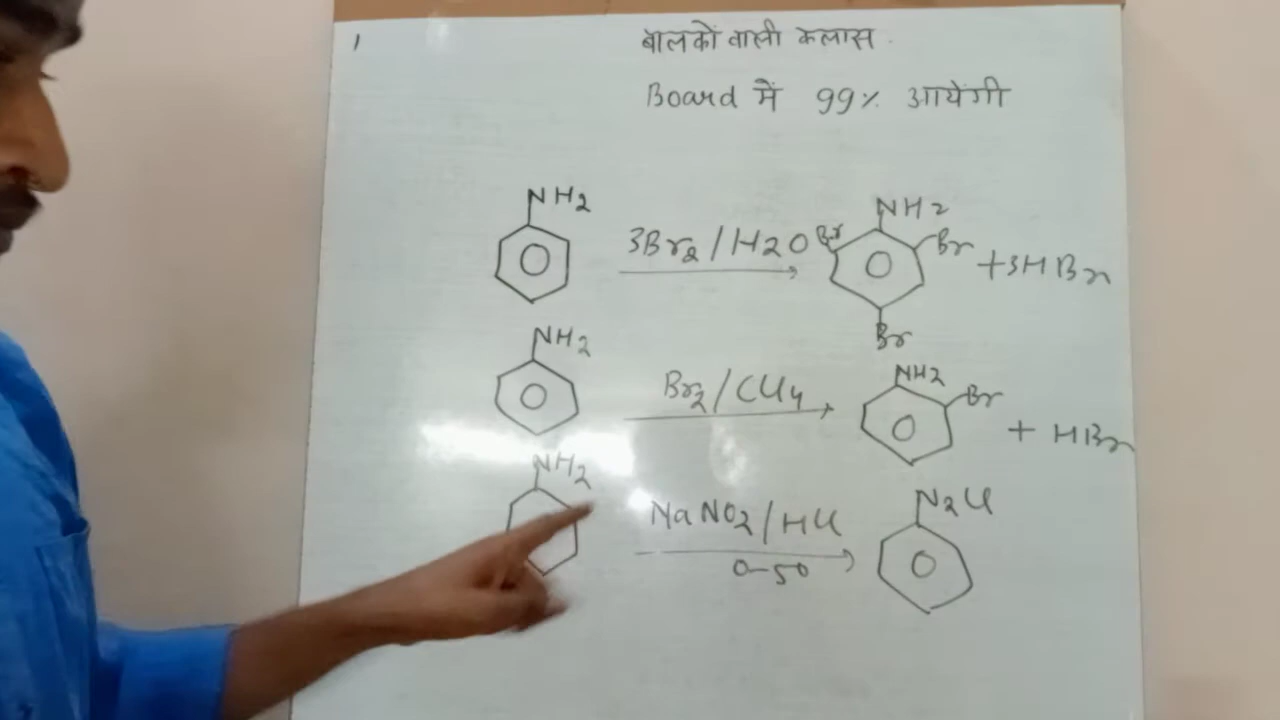 1
बालकों वाली क्लास.
Board में 99% आयेंगी
NH2
3Br2/H2O
NH2
Br
Br
Br
+3HBr
NH2
Br2/CCl4
NH2
Br
+ HBr
NH2
NaNO2/HCl
0-5º
N2Cl